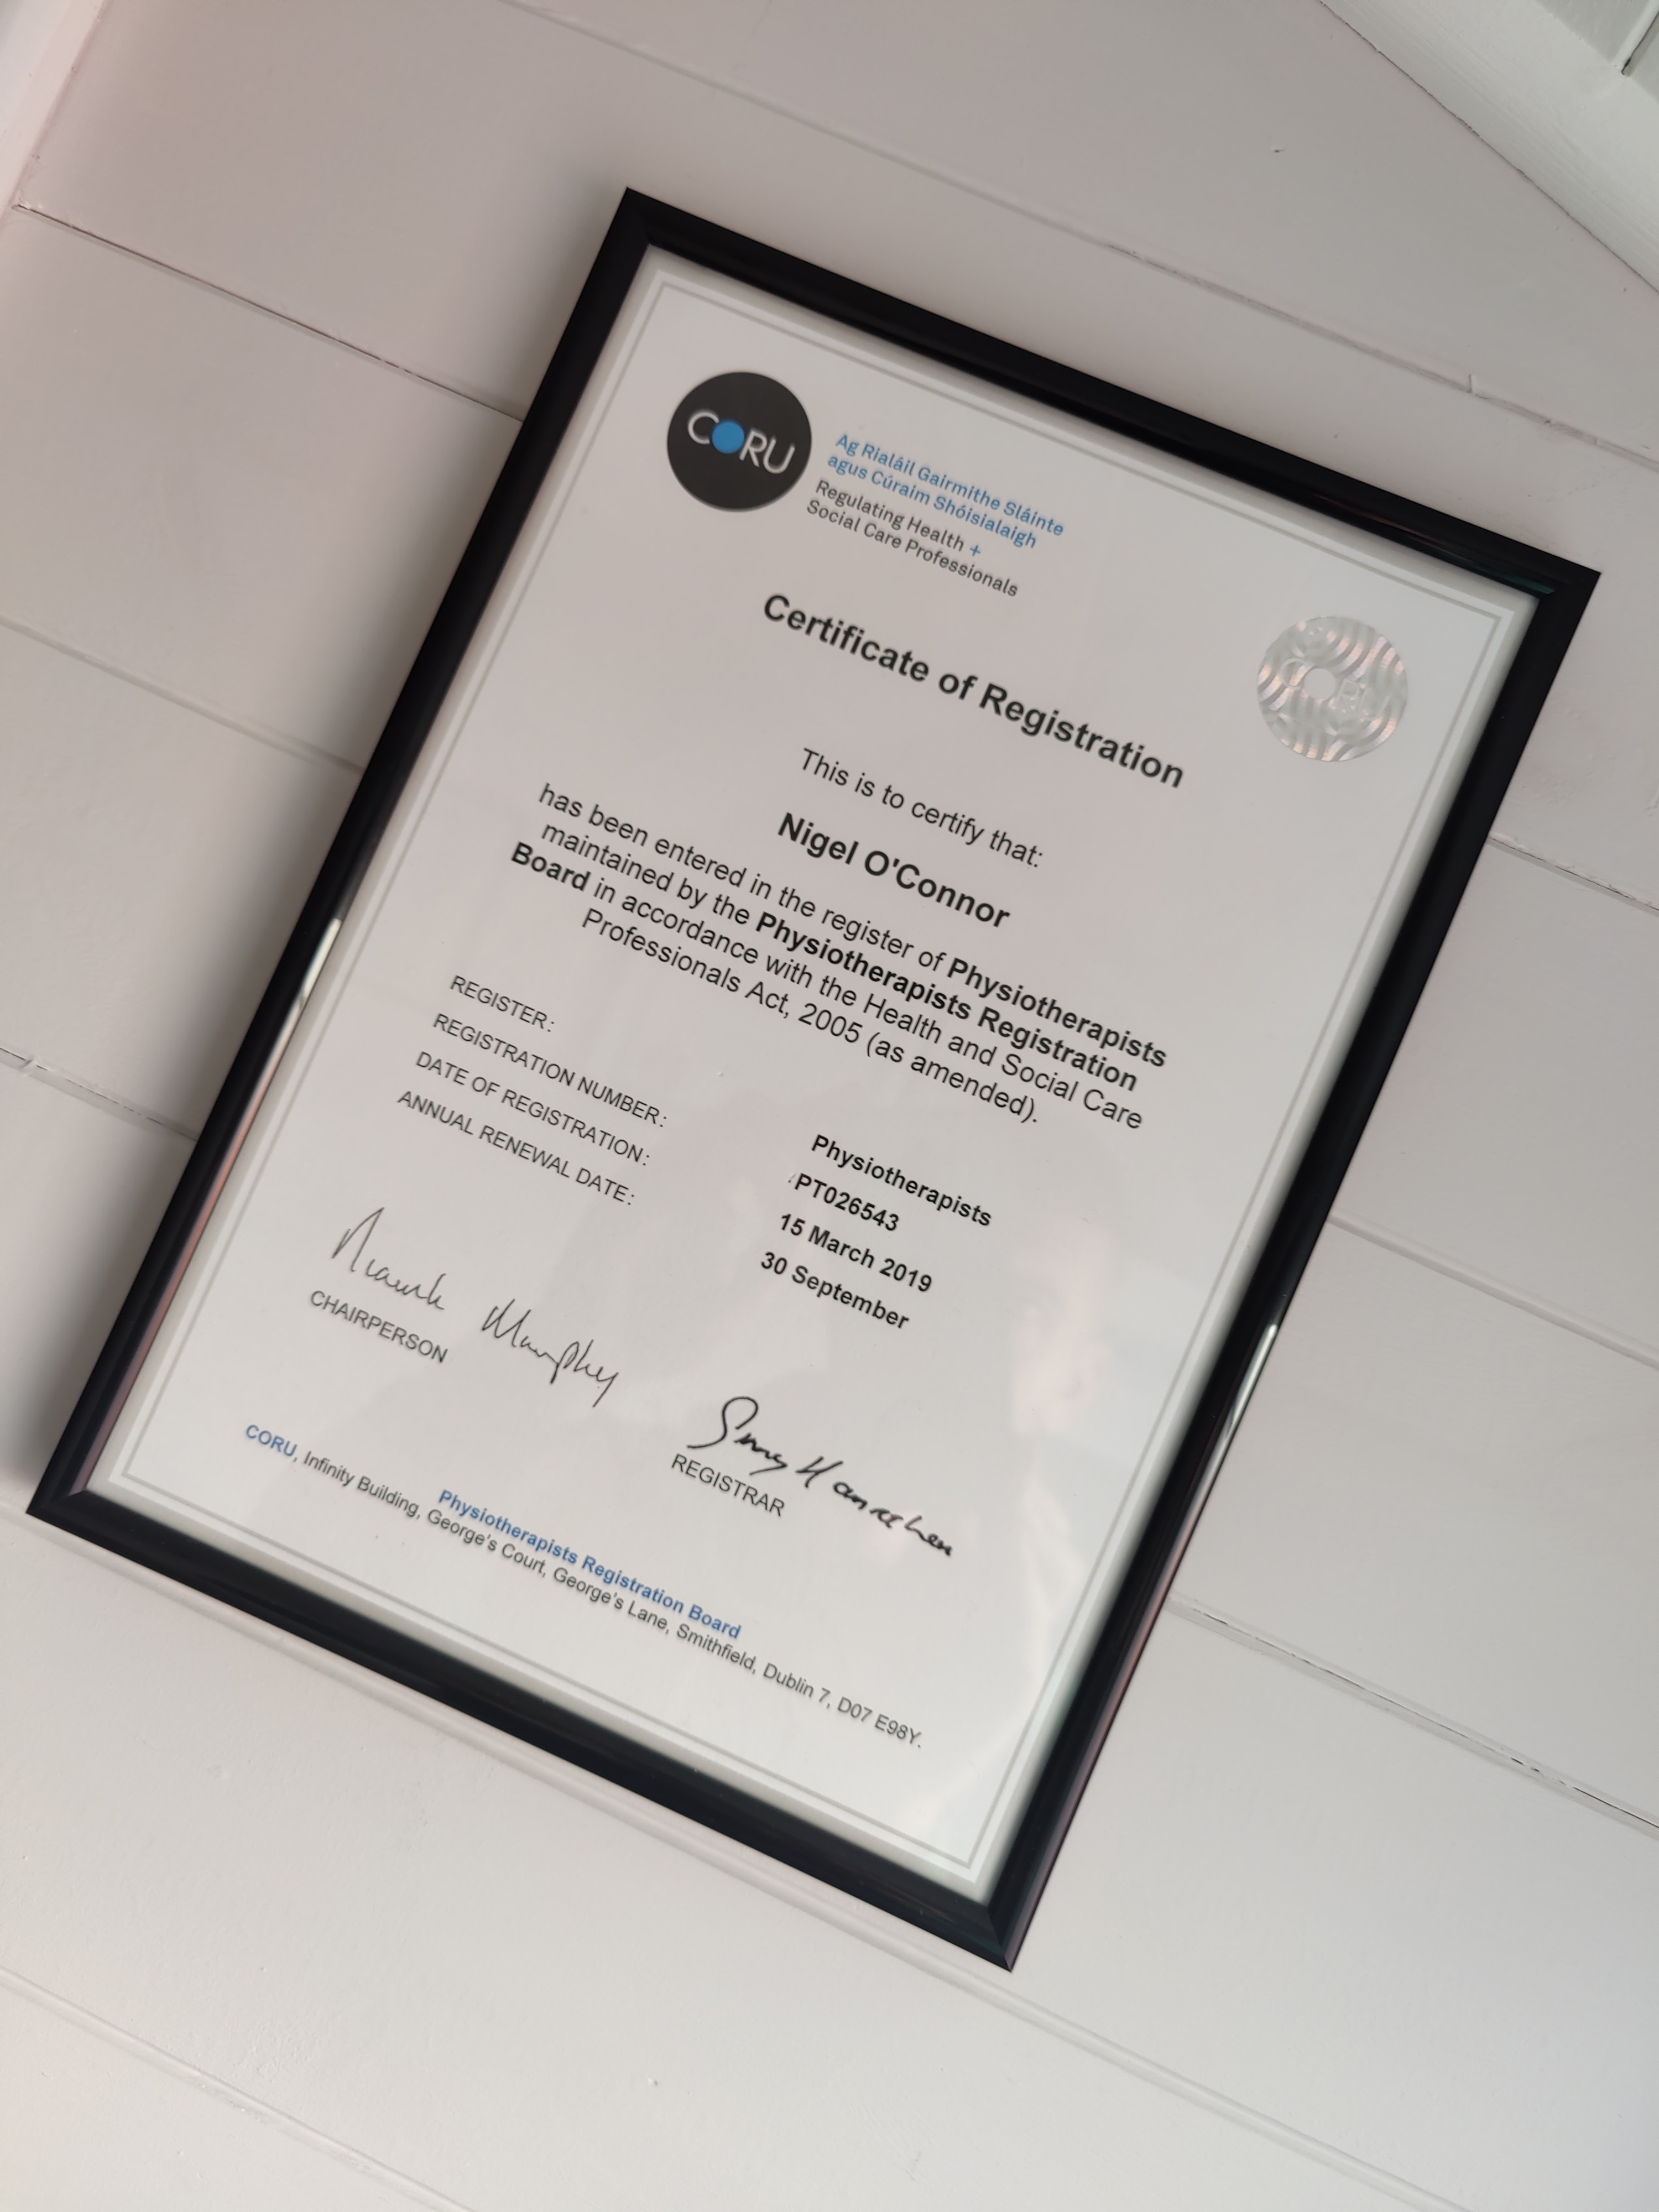 CORU
Ag Rialáil Gairmithe Sláinte
agus Cúraim Shóisialaigh
Regulating Health +
Social Care Professionals
Certificate of Registration
This is to certify that:
Nigel O'Connor
has been entered in the register of Physiotherapists
maintained by the Physiotherapists Registration
Board in accordance with the Health and Social Care
Professionals Act, 2005 (as amended).
REGISTER: Physiotherapists
REGISTRATION NUMBER: PT026543
DATE OF REGISTRATION: 15 March 2019
ANNUAL RENEWAL DATE: 30 September
Murphy
CHAIRPERSON
REGISTRAR
Physiotherapists Registration Board
CORU, Infinity Building, George's Court, George's Lane, Smithfield, Dublin 7, D07 E98Y.